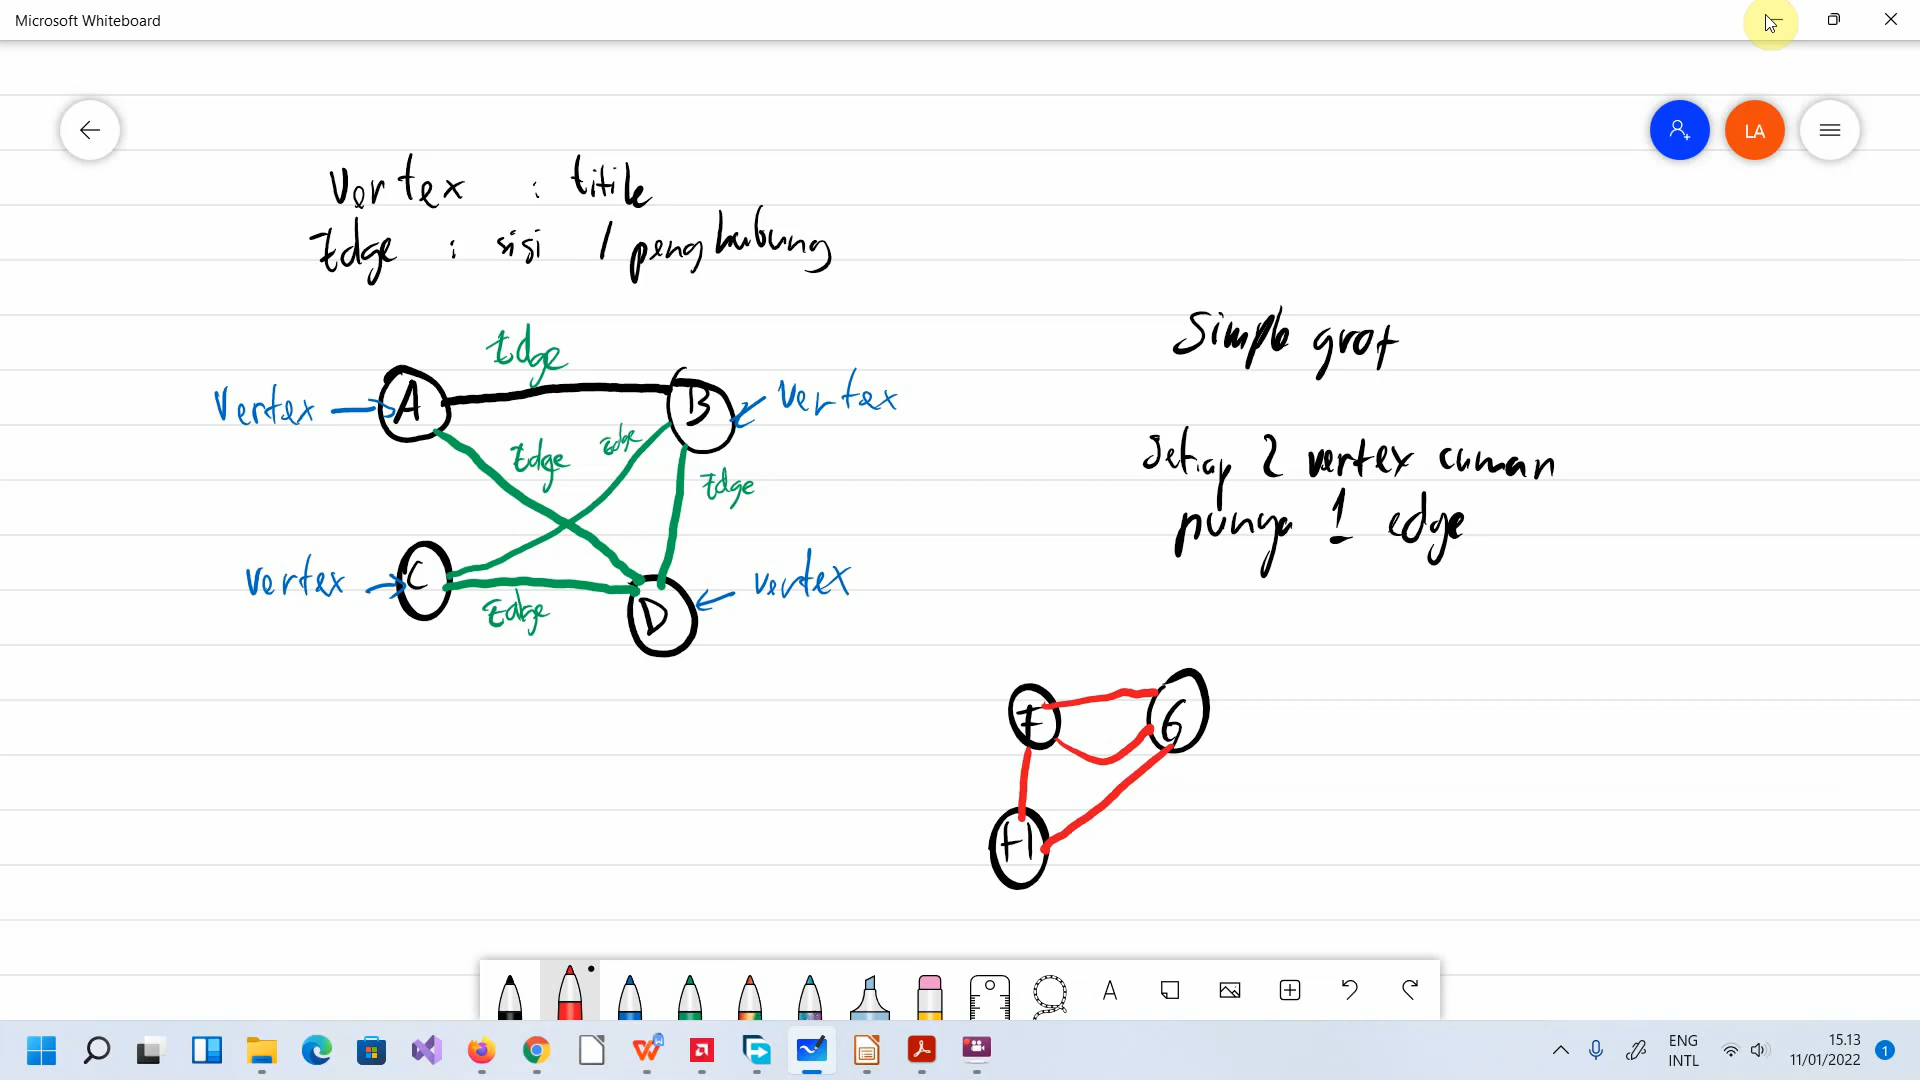 Microsoft Whiteboard
LA
Vertex : titik
Edge : sisi / penghubung
Simple graf
Setiap 2 vertex cuman
punya 1 edge
Edge
Vertex A B Vertex
Edge Edge
Edge
Vertex C D vertex
Edge
F G
H
A
ENG
INTL
15.13
11/01/2022
1